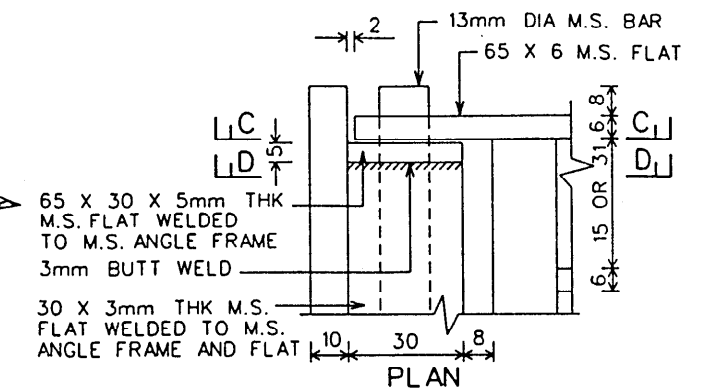 13mm DIA M.S. BAR
2
65 X 6 M.S. FLAT
8
6
C
C
5
D
D
15 OR 31
6
65 X 30 X 5mm THK
M.S. FLAT WELDED
TO M.S. ANGLE FRAME
3mm BUTT WELD
30 X 3mm THK M.S.
FLAT WELDED TO M.S.
ANGLE FRAME AND FLAT
10
30
8
PLAN